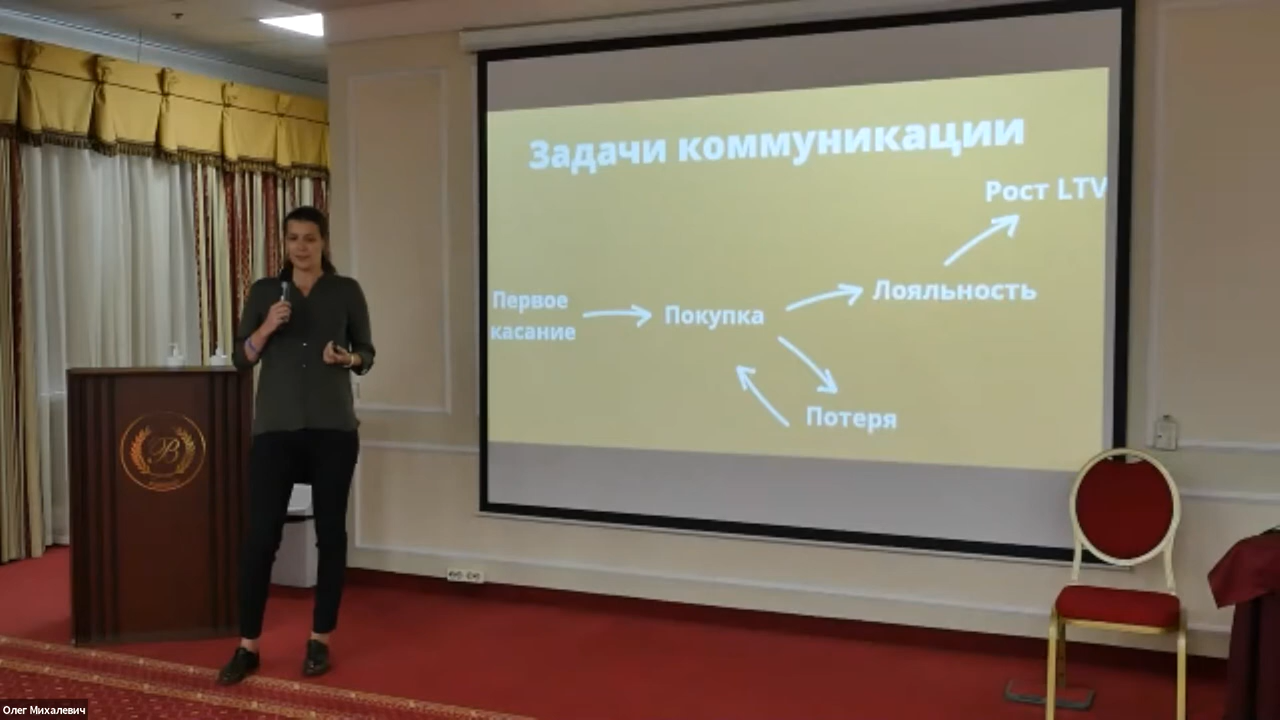 Задачи коммуникации
Рост LTV
Лояльность
Первое
касание
Покупка
Потеря
B
Олег Михалевич